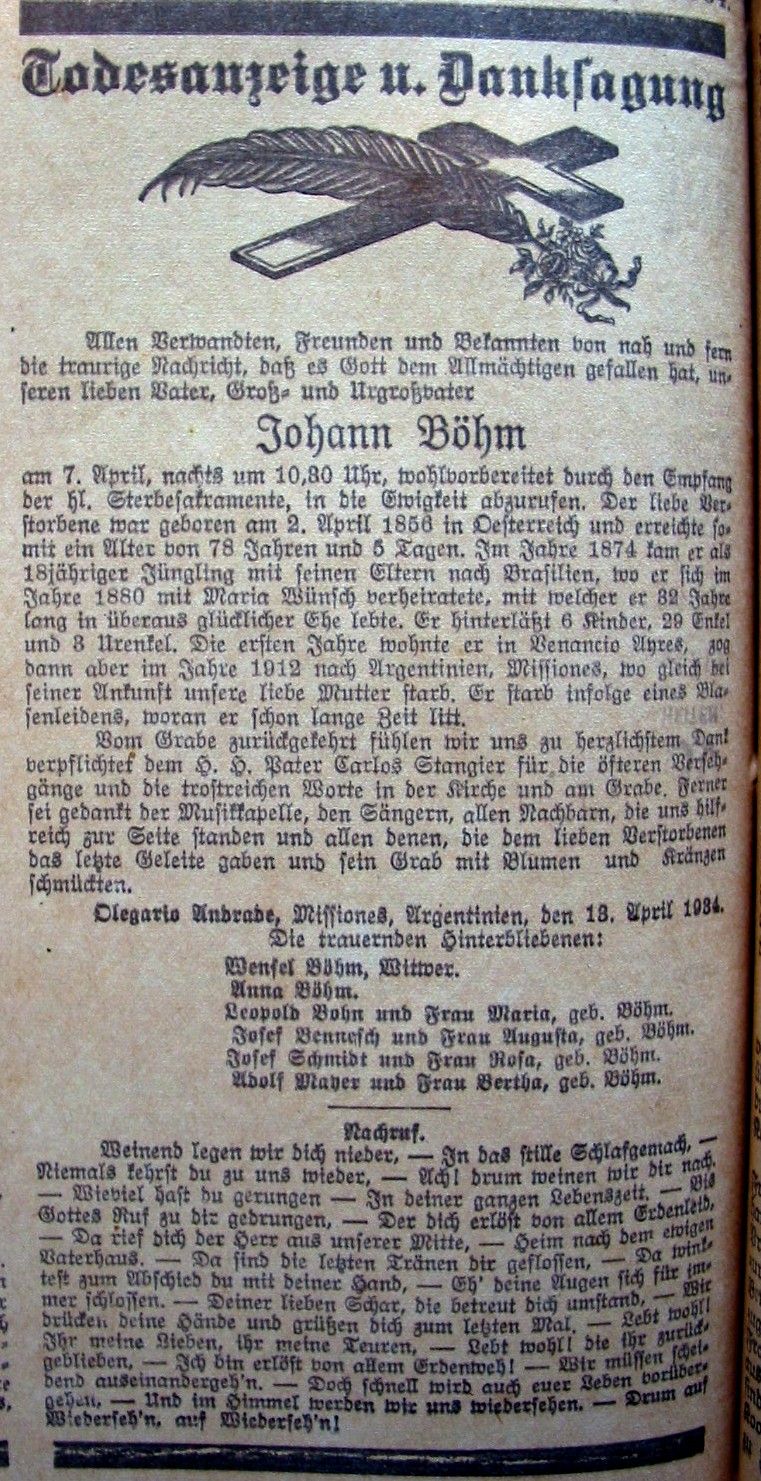 Todesanzeige u. Danksagung
Allen Verwandten, Freunden und Bekannten von nah und fern
die traurige Nachricht, daß es Gott dem Allmächtigen gefallen hat, un-
seren lieben Vater, Groß- und Urgroßvater
Johann Böhm
am 7. April, nachts um 10,30 Uhr, wohlvorbereitet durch den Empfang
der hl. Sterbesakramente, in die Ewigkeit abzurufen. Der liebe Ver-
storbene war geboren am 2. April 1856 in Oesterreich und erreichte so-
mit ein Alter von 78 Jahren und 5 Tagen. Im Jahre 1874 kam er als
18jähriger Jüngling mit seinen Eltern nach Brasilien, wo er sich im
Jahre 1880 mit Maria Wünsch verheiratete, mit welcher er 32 Jahre
lang in überaus glücklicher Ehe lebte. Er hinterläßt 6 Kinder, 29 Enkel
und 3 Urenkel. Die ersten Jahre wohnte er in Venancio Ayres, zog
dann aber im Jahre 1912 nach Argentinien, Missiones, wo gleich bei
seiner Ankunft unsere liebe Mutter starb. Er starb infolge eines Bla-
senleidens, woran er schon lange Zeit litt.
Vom Grabe zurückgekehrt fühlen wir uns zu herzlichstem Dank
verpflichtet dem H. H. Pater Carlos Stangier für die öfteren Verseh-
gänge und die trostreichen Worte in der Kirche und am Grabe. Ferner
sei gedankt der Musikkapelle, den Sängern, allen Nachbarn, die uns hilf-
reich zur Seite standen und allen denen, die dem lieben Verstorbenen
das letzte Geleite gaben und sein Grab mit Blumen und Kränzen
schmückten.
Olegario Andrade, Missiones, Argentinien, den 13. April 1934.
Die trauernden Hinterbliebenen:
Wensel Böhm, Witwer.
Anna Böhm.
Leopold Bohn und Frau Maria, geb. Böhm.
Josef Bennesch und Frau Augusta, geb. Böhm.
Josef Schmidt und Frau Rosa, geb. Böhm.
Adolf Mayer und Frau Bertha, geb. Böhm.
Nachruf.
Weinend legen wir dich nieder, — In das stille Schlafgemach, —
Niemals kehrst du zu uns wieder, — Ach! drum weinen wir dir nach.
— Wieviel hast du gerungen — In deiner ganzen Lebenszeit. — Bis
Gottes Ruf zu dir gedrungen, — Der dich erlöst von allem Erdenleid,
— Da rief dich der Herr aus unserer Mitte, — Heim nach dem ewigen
Vaterhaus. — Da sind die letzten Tränen dir geflossen, — Da wink-
test zum Abschied du mit deiner Hand, — Eh' deine Augen sich für im-
mer schlossen. — Deiner lieben Schar, die betreut dich umstand, — Wir
drücken deine Hände und grüßen dich zum letzten Mal. — Lebt wohl!
Ihr meine Lieben, ihr meine Teuren, — Lebt wohl! die ihr zurück-
geblieben, — Ich bin erlöst von allem Erdenweh! — Wir müssen schei-
dend auseinandergeh'n. — Doch schnell wird auch euer Leben vorüber-
gehen, — Und im Himmel werden wir uns wiedersehen. — Drum auf
Wiederseh'n, auf Wiederseh'n!